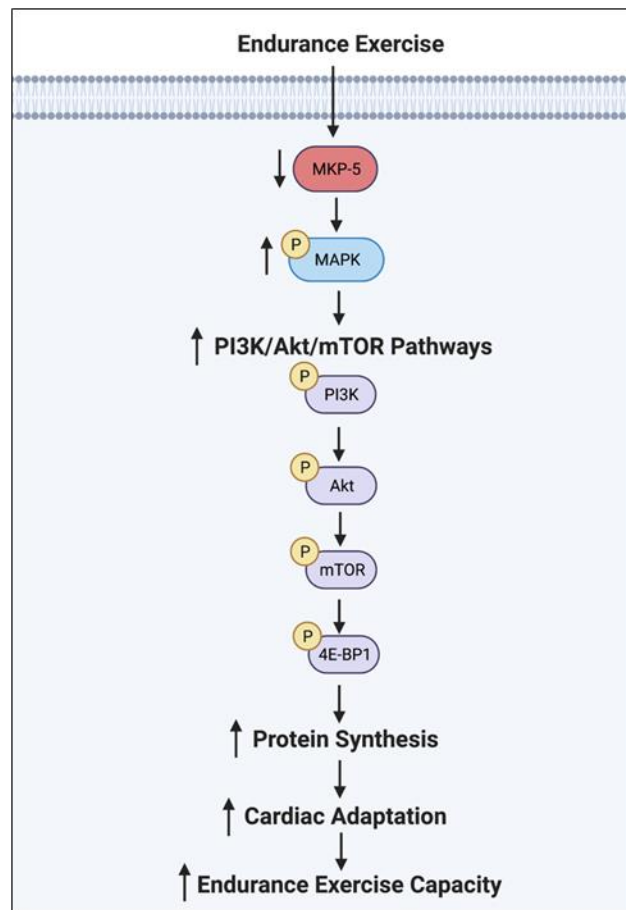 Endurance Exercise
MKP-5
P
MAPK
PI3K/Akt/mTOR Pathways
P
PI3K
P
Akt
P
mTOR
P
4E-BP1
Protein Synthesis
Cardiac Adaptation
Endurance Exercise Capacity